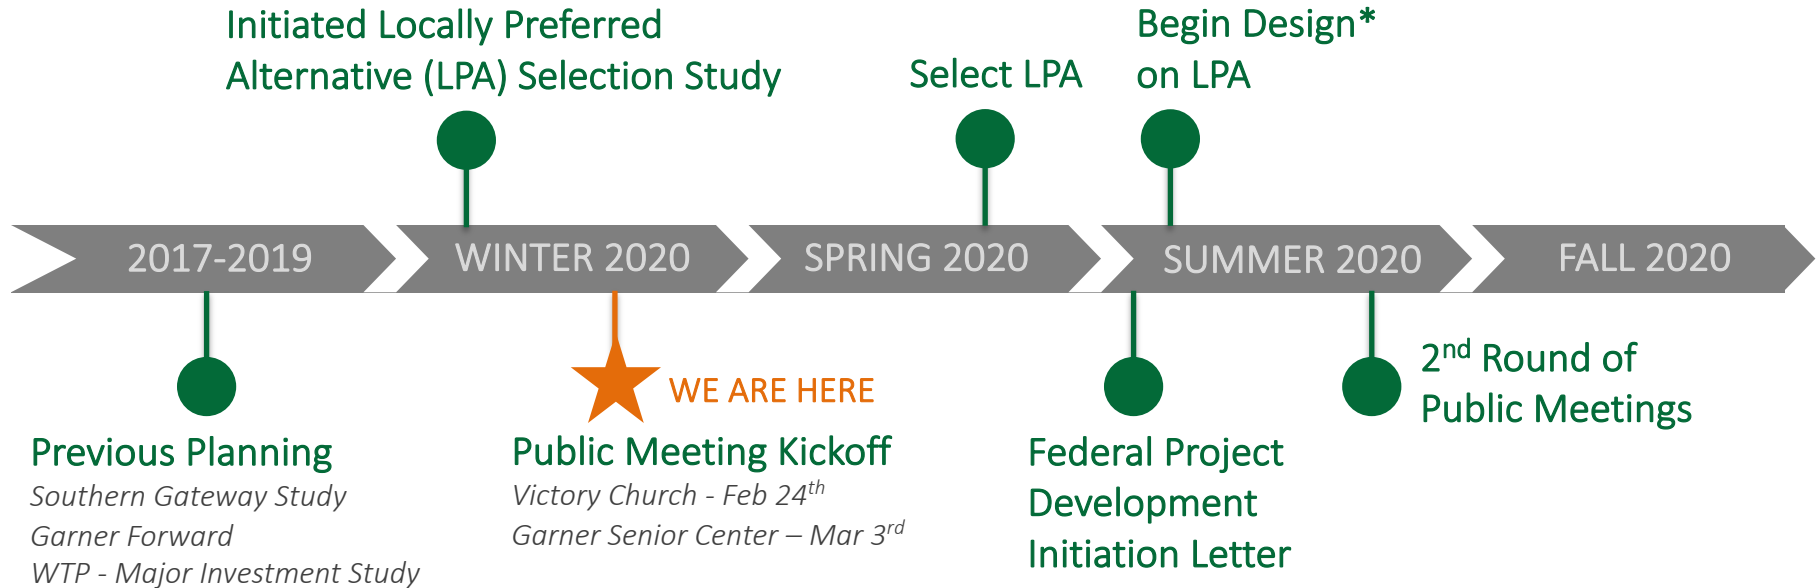 Initiated Locally Preferred
Alternative (LPA) Selection Study
Select LPA
Begin Design*
on LPA
2017-2019
WINTER 2020
SPRING 2020
SUMMER 2020
FALL 2020
WE ARE HERE
Previous Planning
Southern Gateway Study
Garner Forward
WTP - Major Investment Study
Public Meeting Kickoff
Victory Church - Feb 24th
Garner Senior Center – Mar 3rd
Federal Project
Development
Initiation Letter
2nd Round of
Public Meetings